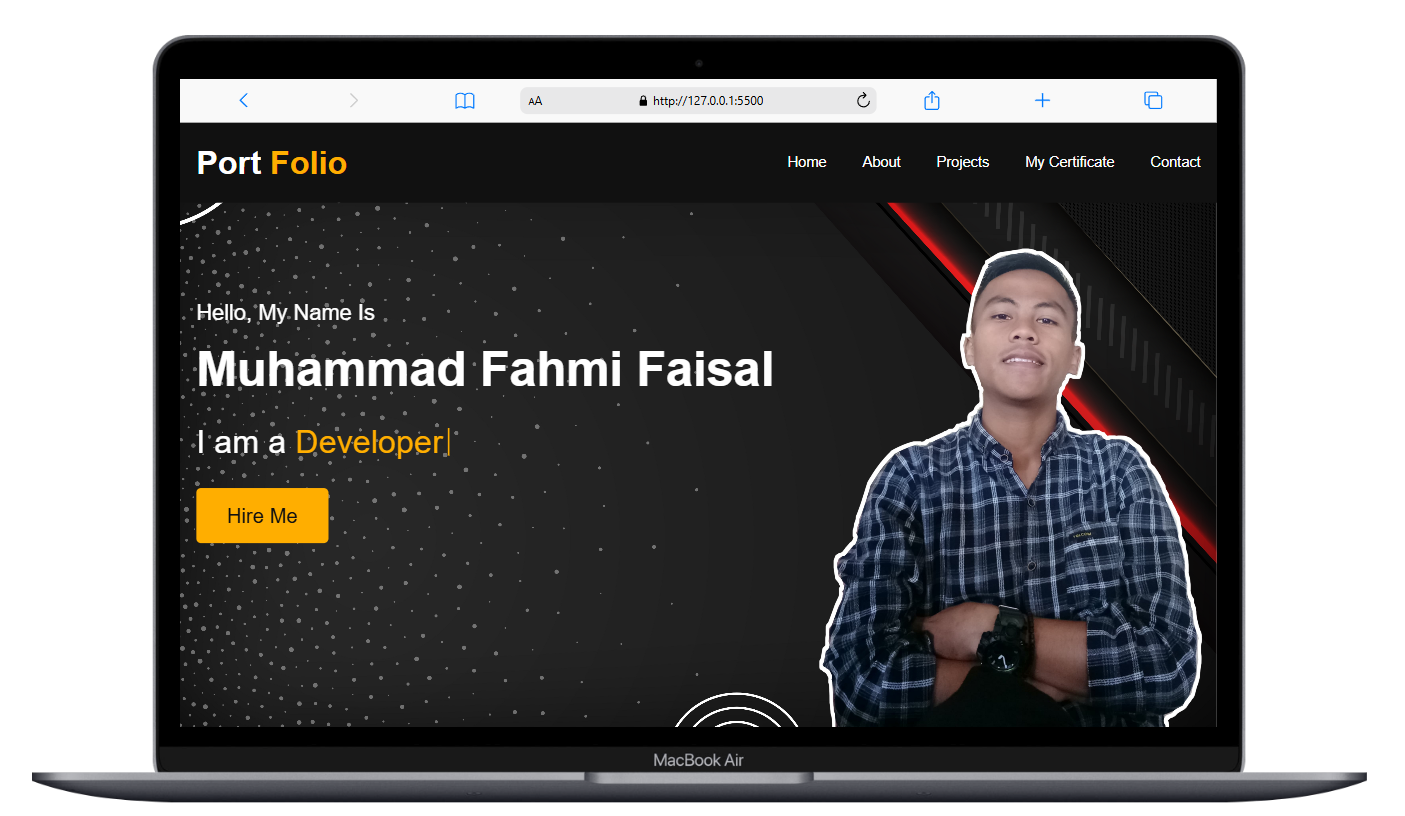 AA http://127.0.0.1:5500
Port Folio Home About Projects My Certificate Contact
Hello, My Name Is
Muhammad Fahmi Faisal
I am a Developer
Hire Me
MacBook Air